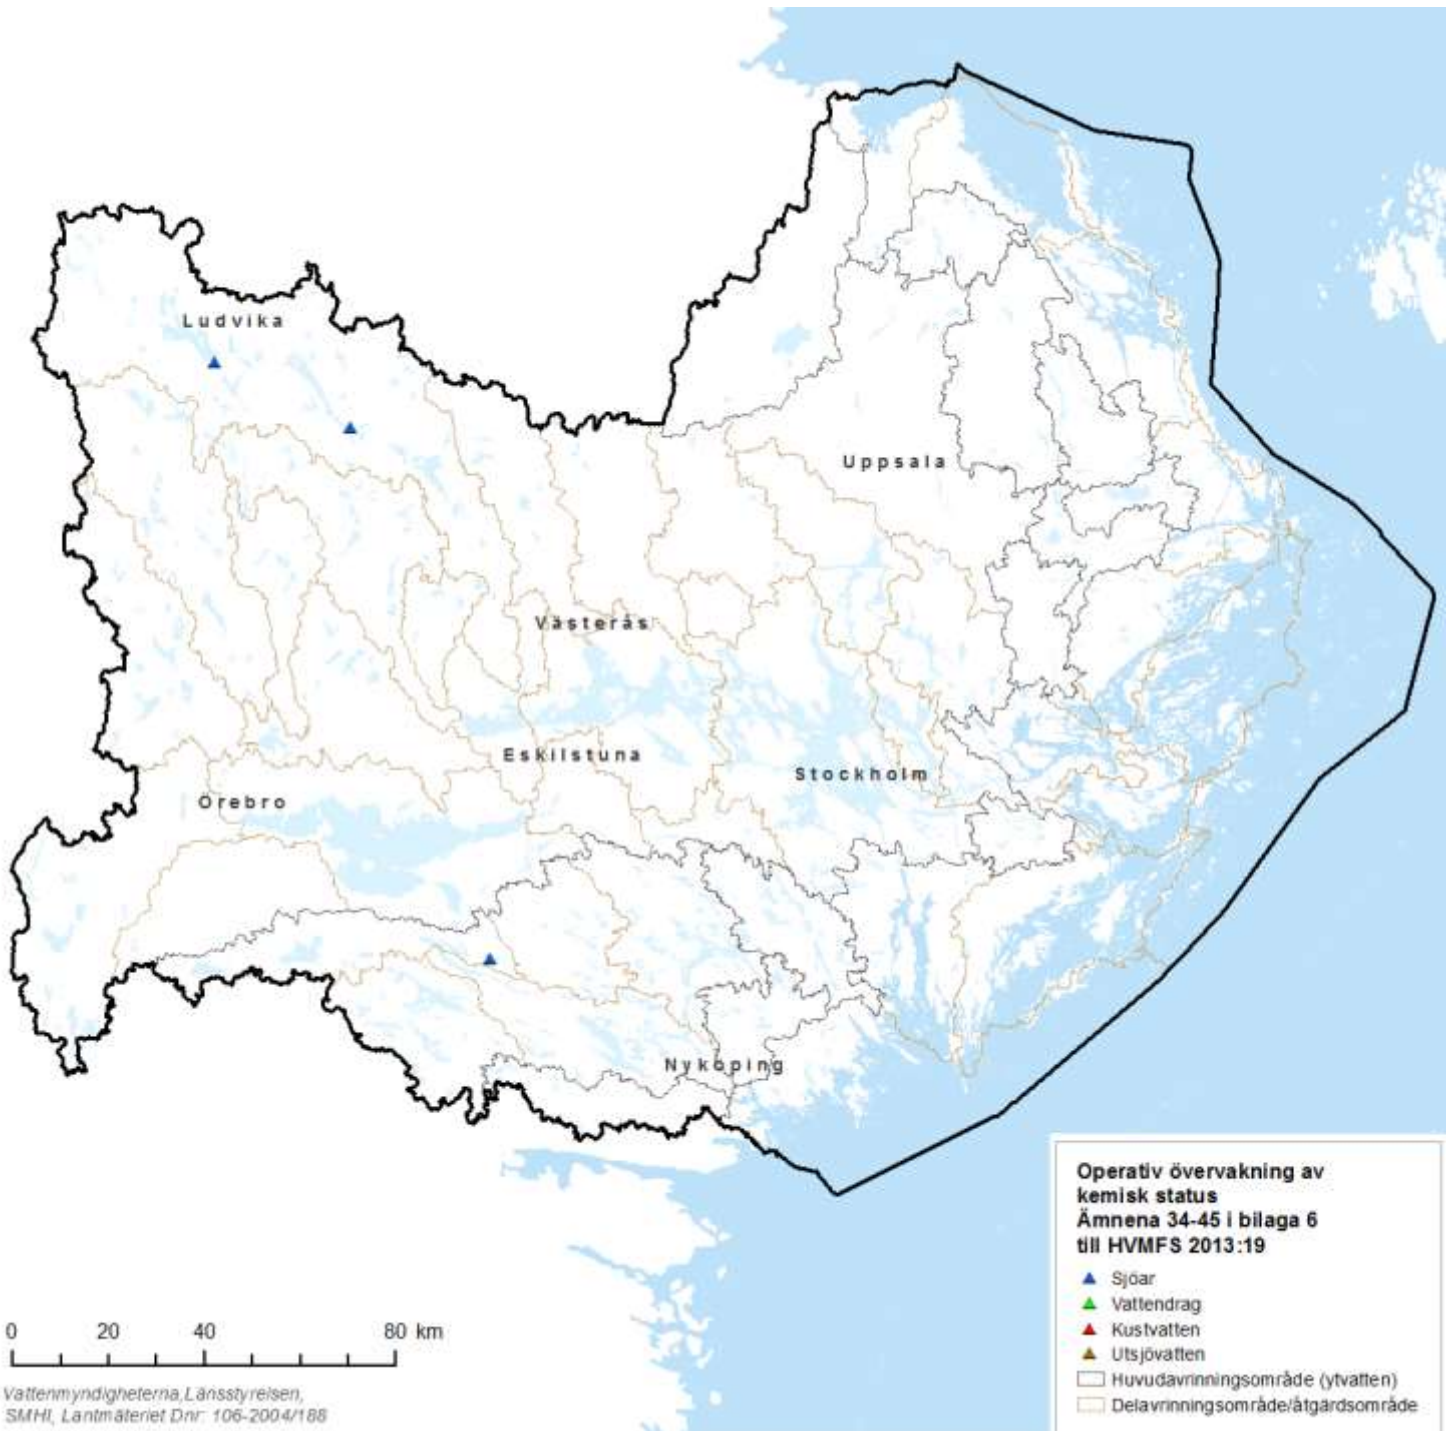 Ludvika
Uppsala
Västerås
Eskilstuna
Stockholm
Örebro
Nyköping
Operativ övervakning av
kemisk status
Ämnena 34-45 i bilaga 6
till HVMFS 2013:19
Sjöar
Vattendrag
Kustvatten
Utsjövatten
Huvudavrinningsområde (ytvatten)
Delavrinningsområde/åtgärdsområde
0 20 40 80 km
Vattenmyndigheterna,Länsstyrelsen,
SMHI, Lantmäteriet Dnr: 106-2004/188